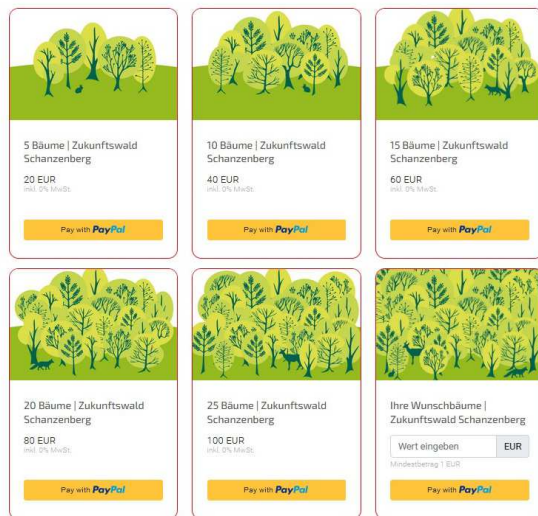 5 Bäume | Zukunftswald
Schanzenberg
20 EUR
inkl. 0% MwSt.
Pay with PayPal
10 Bäume | Zukunftswald
Schanzenberg
40 EUR
inkl. 0% MwSt.
Pay with PayPal
15 Bäume | Zukunftswald
Schanzenberg
60 EUR
inkl. 0% MwSt.
Pay with PayPal
20 Bäume | Zukunftswald
Schanzenberg
80 EUR
inkl. 0% MwSt.
Pay with PayPal
25 Bäume | Zukunftswald
Schanzenberg
100 EUR
inkl. 0% MwSt.
Pay with PayPal
Ihre Wunschbäume |
Zukunftswald Schanzenberg
Wert eingeben EUR
Mindestbetrag 1 EUR
Pay with PayPal